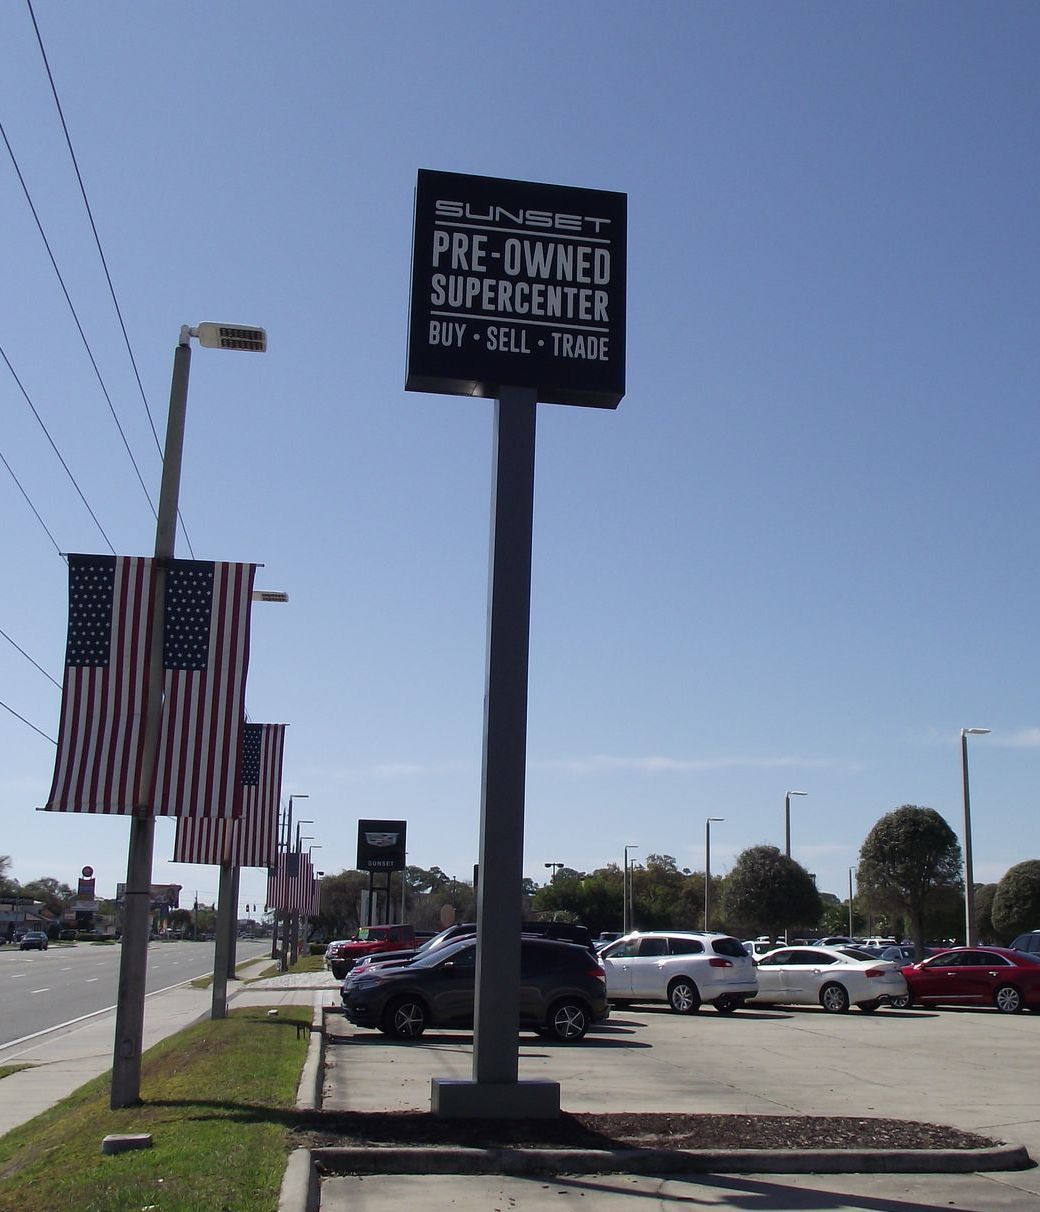 SUNSET
PRE-OWNED
SUPERCENTER
BUY • SELL • TRADE
SUNSET